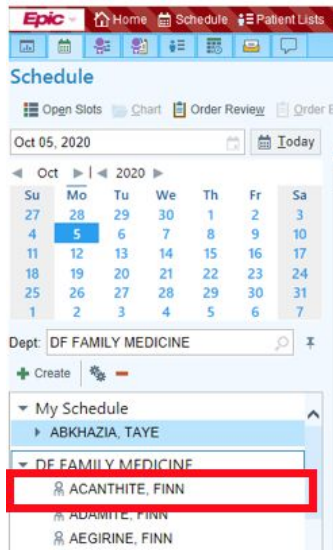 Epic Home Schedule Patient Lists
Schedule
Open Slots Chart Order Review Order
Oct 05, 2020 Today
Oct 2020
Su Mo Tu We Th Fr Sa
27 28 29 30 1 2 3
4 5 6 7 8 9 10
11 12 13 14 15 16 17
18 19 20 21 22 23 24
25 26 27 28 29 30 31
1 2 3 4 5 6 7
Dept: DF FAMILY MEDICINE
Create
My Schedule
ABKHAZIA, TAYE
DF FAMILY MEDICINE
ACANTHITE, FINN
ADAMITE, FINN
AEGIRINE, FINN